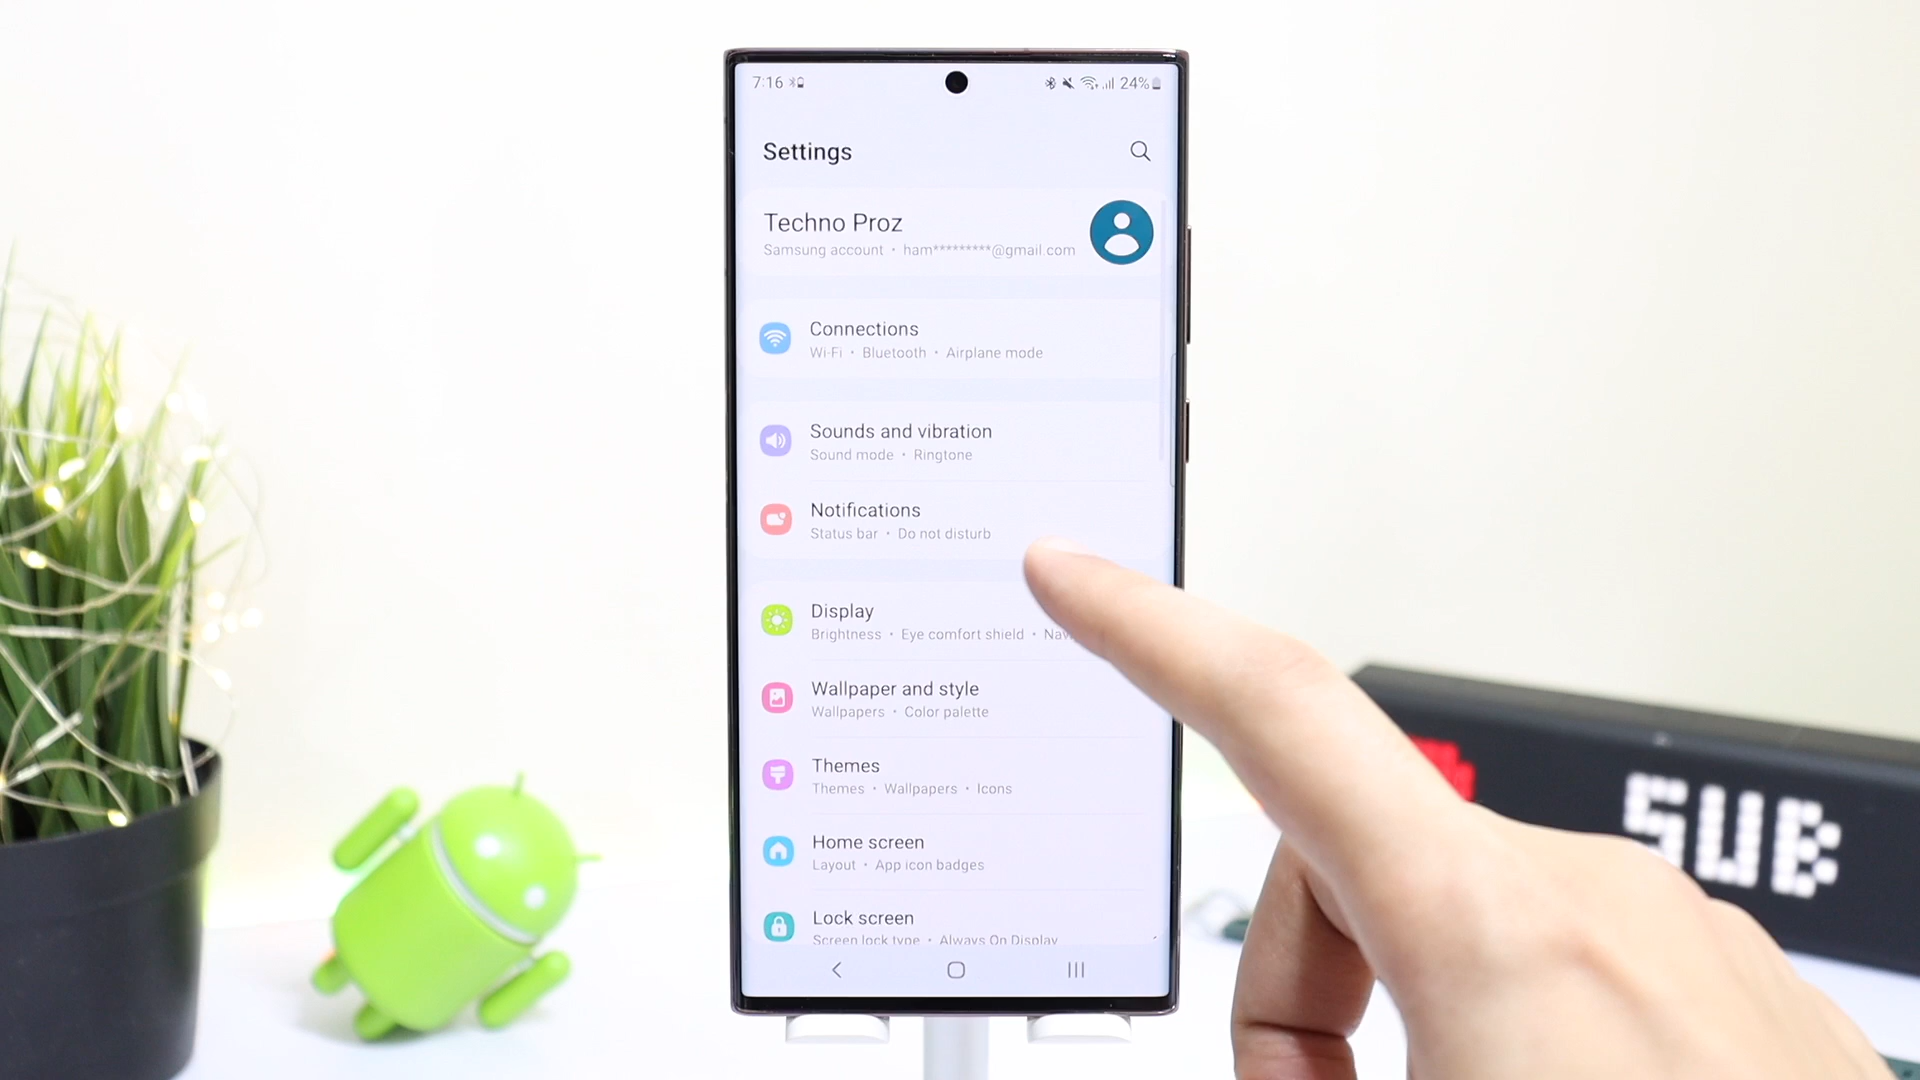 7:16 24%
Settings
Techno Proz
Samsung account • ham*********@gmail.com
Connections
Wi-Fi • Bluetooth • Airplane mode
Sounds and vibration
Sound mode • Ringtone
Notifications
Status bar • Do not disturb
Display
Brightness • Eye comfort shield •
Wallpaper and style
Wallpapers • Color palette
Themes
Themes • Wallpapers • Icons
Home screen
Layout • App icon badges
Lock screen
Screen lock type • Always On Display
SUB